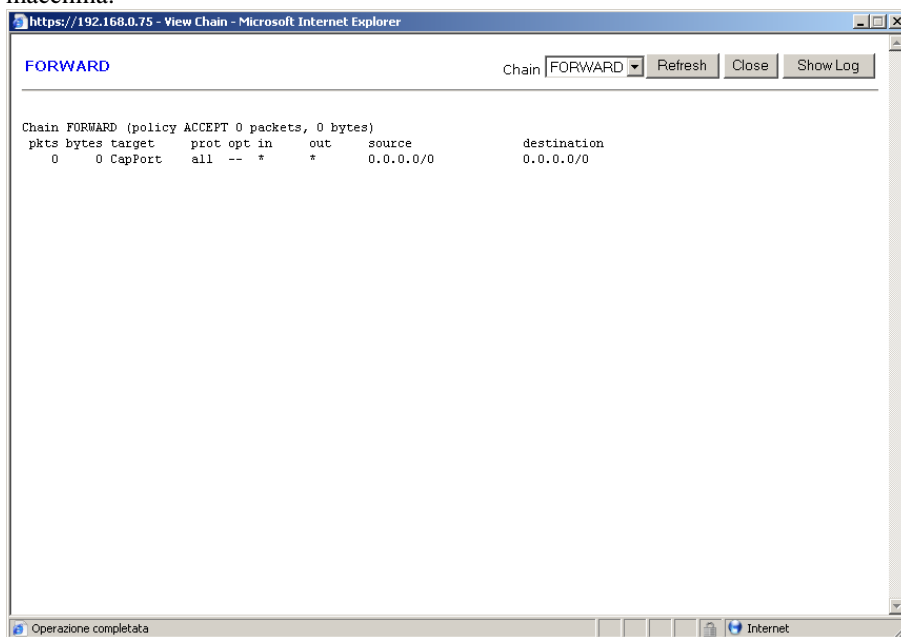 macchina.
https://192.168.0.75 - View Chain - Microsoft Internet Explorer
FORWARD
Chain FORWARD Refresh Close Show Log
Chain FORWARD (policy ACCEPT 0 packets, 0 bytes)
pkts bytes target prot opt in out source destination
0 0 CapPort all -- * * 0.0.0.0/0 0.0.0.0/0
Operazione completata
Internet